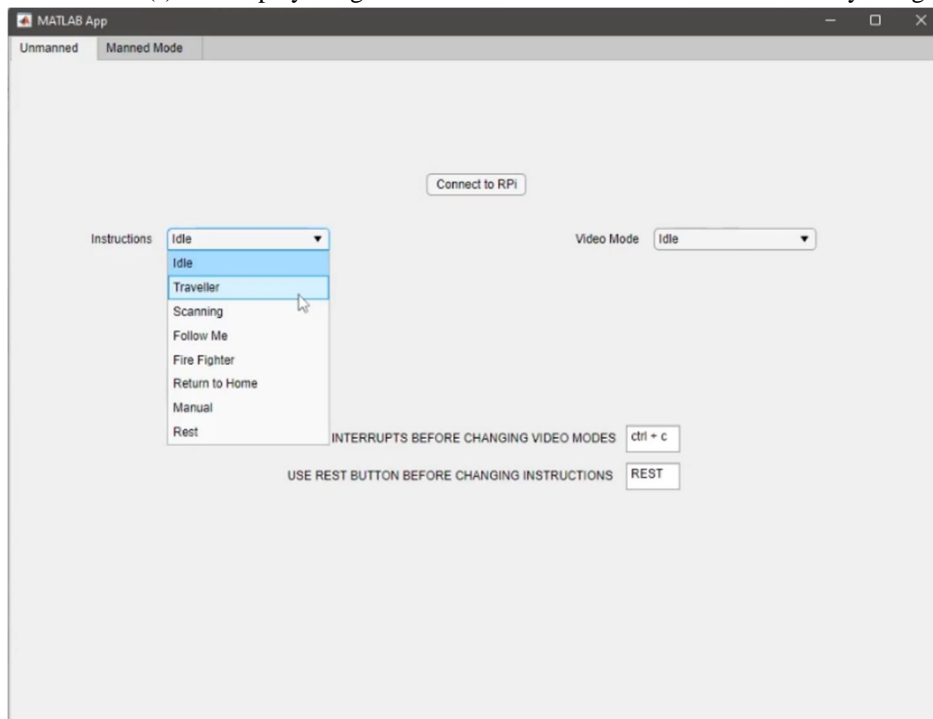 MATLAB App
Unmanned Manned Mode
Connect to RPi
Instructions Idle Video Mode Idle
Idle
Traveller
Scanning
Follow Me
Fire Fighter
Return to Home
Manual
Rest
INTERRUPTS BEFORE CHANGING VIDEO MODES ctrl + c
USE REST BUTTON BEFORE CHANGING INSTRUCTIONS REST